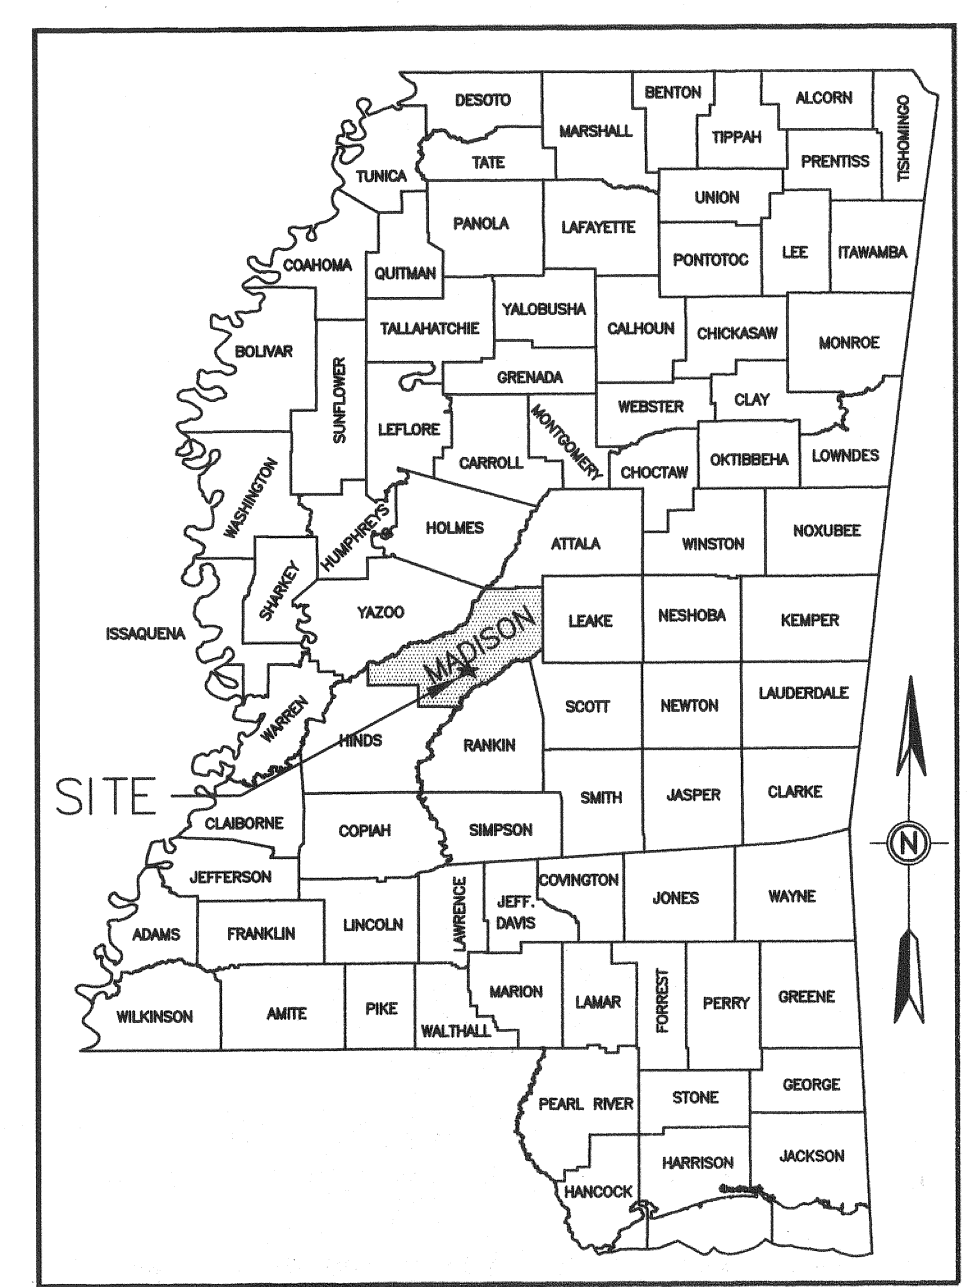 DESOTO
BENTON
ALCORN
TISHOMINGO
MARSHALL
TIPPAH
PRENTISS
TATE
TUNICA
UNION
PANOLA
LAFAYETTE
PONTOTOC
LEE
ITAWAMBA
COAHOMA
QUITMAN
YALOBUSHA
TALLAHATCHIE
CALHOUN
CHICKASAW
MONROE
BOLIVAR
SUNFLOWER
GRENADA
WEBSTER
CLAY
LEFLORE
MONTGOMERY
CARROLL
CHOCTAW
OKTIBBEHA
LOWNDES
WASHINGTON
HUMPHREYS
HOLMES
ATTALA
WINSTON
NOXUBEE
SHARKEY
YAZOO
MADISON
LEAKE
NESHOBA
KEMPER
ISSAQUENA
WARREN
HINDS
RANKIN
SCOTT
NEWTON
LAUDERDALE
SITE
SMITH
JASPER
CLARKE
CLAIBORNE
COPIAH
SIMPSON
N
JEFFERSON
LAWRENCE
JEFF.
DAVIS
COVINGTON
JONES
WAYNE
ADAMS
FRANKLIN
LINCOLN
WILKINSON
AMITE
PIKE
WALTHALL
MARION
LAMAR
FORREST
PERRY
GREENE
PEARL RIVER
STONE
GEORGE
HANCOCK
HARRISON
JACKSON